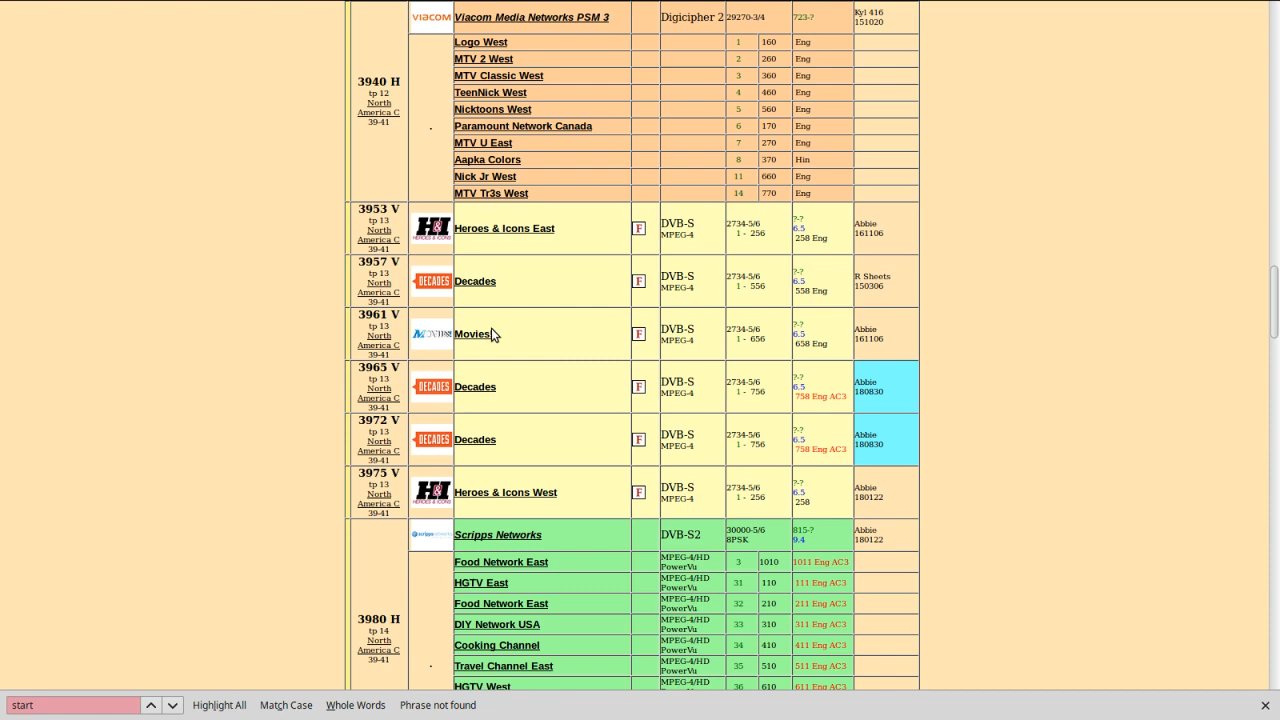 VIACOM Viacom Media Networks PSM 3 Digicipher 2 29270-3/4 723-? Kyl 416
151020
3940 H
tp 12
North
America C
39-41
.
Logo West 1 160 Eng
MTV 2 West 2 260 Eng
MTV Classic West 3 360 Eng
TeenNick West 4 460 Eng
Nicktoons West 5 560 Eng
Paramount Network Canada 6 170 Eng
MTV U East 7 270 Eng
Aapka Colors 8 370 Hin
Nick Jr West 11 660 Eng
MTV Tr3s West 14 770 Eng
3953 V
tp 13
North
America C
39-41
H&I
HEROES & ICONS
Heroes & Icons East F DVB-S
MPEG-4
2734-5/6
1 - 256
?-?
6.5
258 Eng
Abbie
161106
3957 V
tp 13
North
America C
39-41
DECADES
Decades F DVB-S
MPEG-4
2734-5/6
1 - 556
?-?
6.5
558 Eng
R Sheets
150306
3961 V
tp 13
North
America C
39-41
Movies F DVB-S
MPEG-4
2734-5/6
1 - 656
?-?
6.5
658 Eng
Abbie
161106
3965 V
tp 13
North
America C
39-41
DECADES
Decades F DVB-S
MPEG-4
2734-5/6
1 - 756
?-?
6.5
758 Eng AC3
Abbie
180830
3972 V
tp 13
North
America C
39-41
DECADES
Decades F DVB-S
MPEG-4
2734-5/6
1 - 756
?-?
6.5
758 Eng AC3
Abbie
180830
3975 V
tp 13
North
America C
39-41
H&I
HEROES & ICONS
Heroes & Icons West F DVB-S
MPEG-4
2734-5/6
1 - 256
?-?
6.5
258
Abbie
180122
3980 H
tp 14
North
America C
39-41
.
Scripps Networks DVB-S2 30000-5/6
8PSK
815-?
9.4
Abbie
180122
Food Network East MPEG-4/HD
PowerVu
3 1010 1011 Eng AC3
HGTV East MPEG-4/HD
PowerVu
31 110 111 Eng AC3
Food Network East MPEG-4/HD
PowerVu
32 210 211 Eng AC3
DIY Network USA MPEG-4/HD
PowerVu
33 310 311 Eng AC3
Cooking Channel MPEG-4/HD
PowerVu
34 410 411 Eng AC3
Travel Channel East MPEG-4/HD
PowerVu
35 510 511 Eng AC3
HGTV West MPEG-4/HD
36 610 611 Eng AC3
start Highlight All Match Case Whole Words Phrase not found